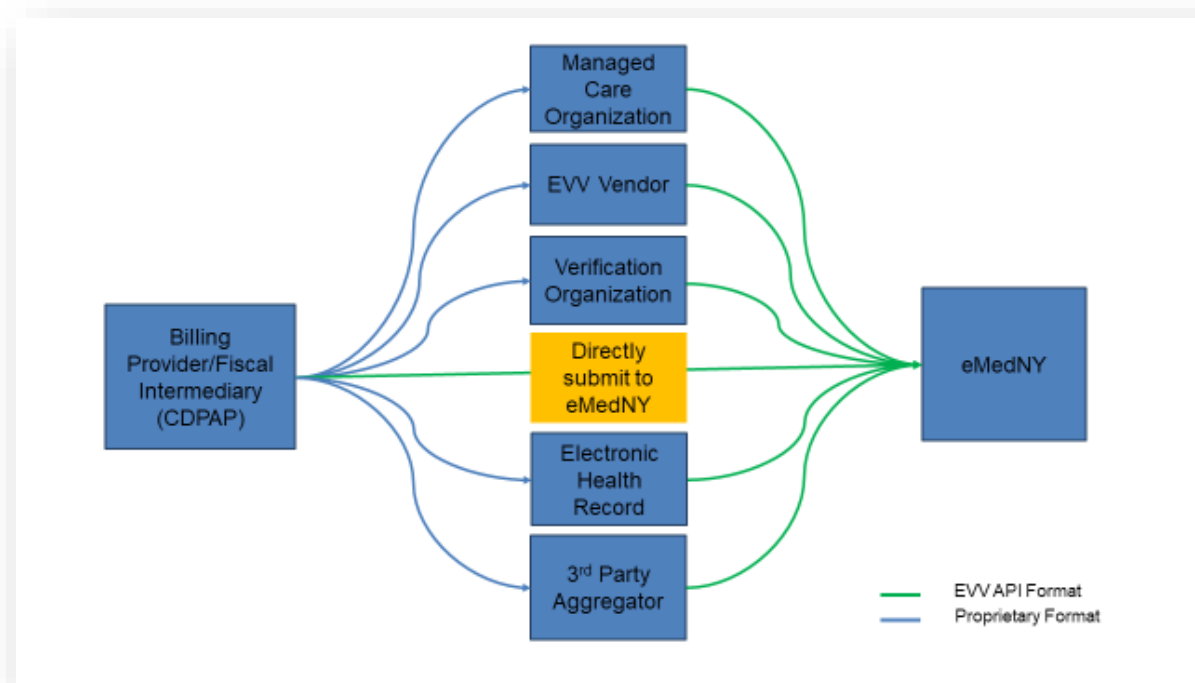 Managed
Care
Organization
EVV Vendor
Verification
Organization
Billing
Provider/Fiscal
Intermediary
(CDPAP)
Directly
submit to
eMedNY
eMedNY
Electronic
Health
Record
3rd Party
Aggregator
EVV API Format
Proprietary Format